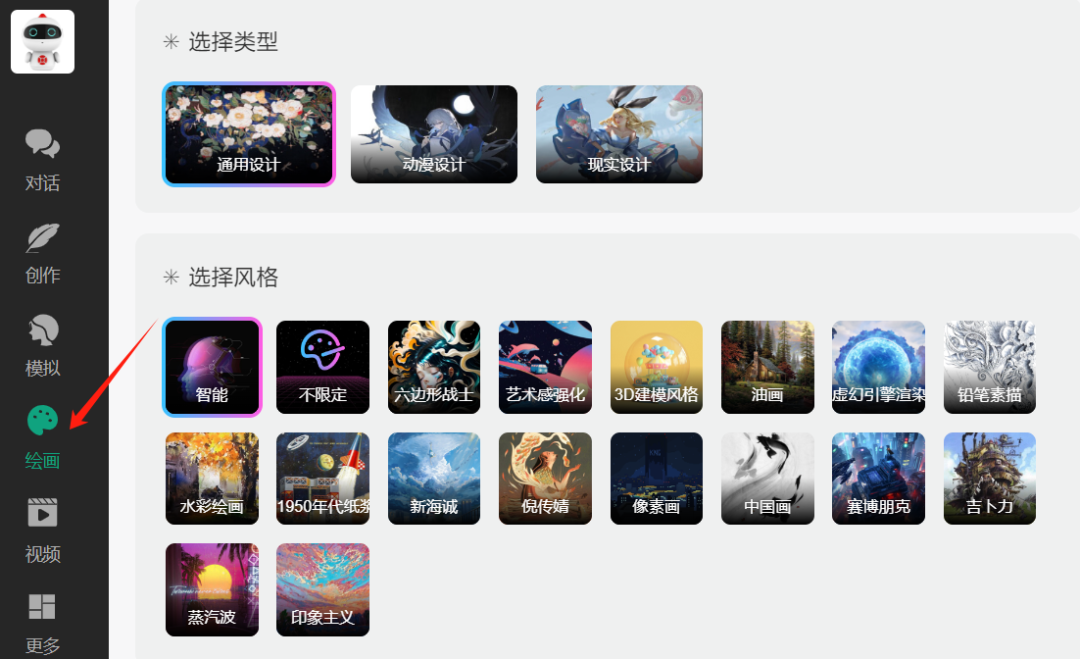 对话
创作
模拟
绘画
视频
更多
选择类型
通用设计
动漫设计
现实设计
选择风格
智能
不限定
六边形战士
艺术感强化
3D建模风格
油画
虚幻引擎渲染
铅笔素描
水彩绘画
1950年代纸浆
新海诚
倪传婧
像素画
中国画
赛博朋克
吉卜力
蒸汽波
印象主义